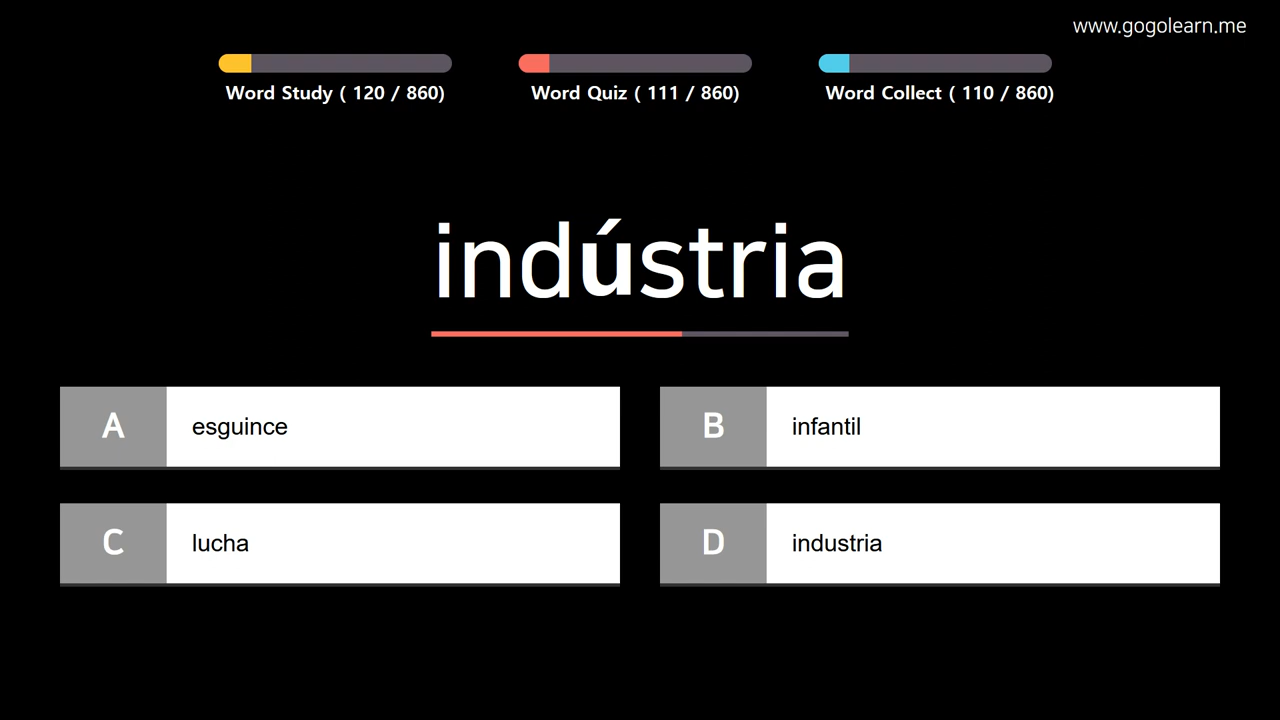 www.gogolearn.me
Word Study ( 120 / 860)
Word Quiz ( 111 / 860)
Word Collect ( 110 / 860)
indústria
A esguince
B infantil
C lucha
D industria